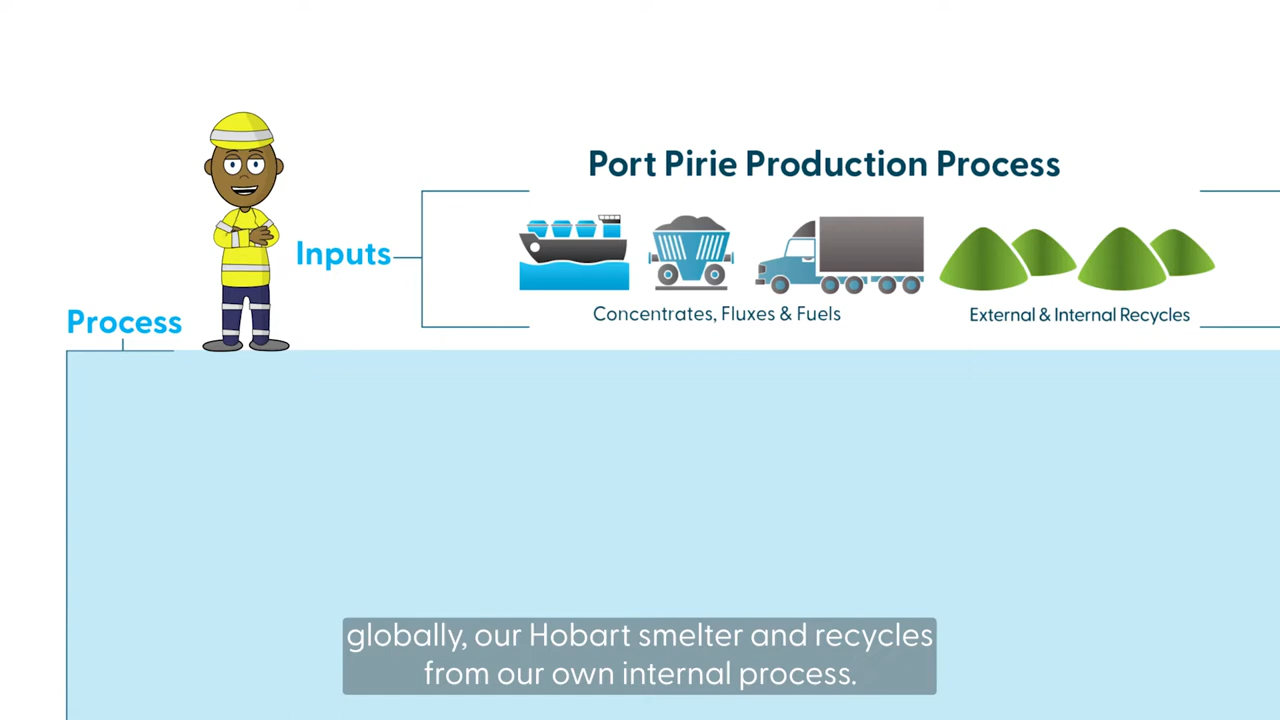 Port Pirie Production Process
Inputs
Concentrates, Fluxes & Fuels
External & Internal Recycles
Process
globally, our Hobart smelter and recycles
from our own internal process.